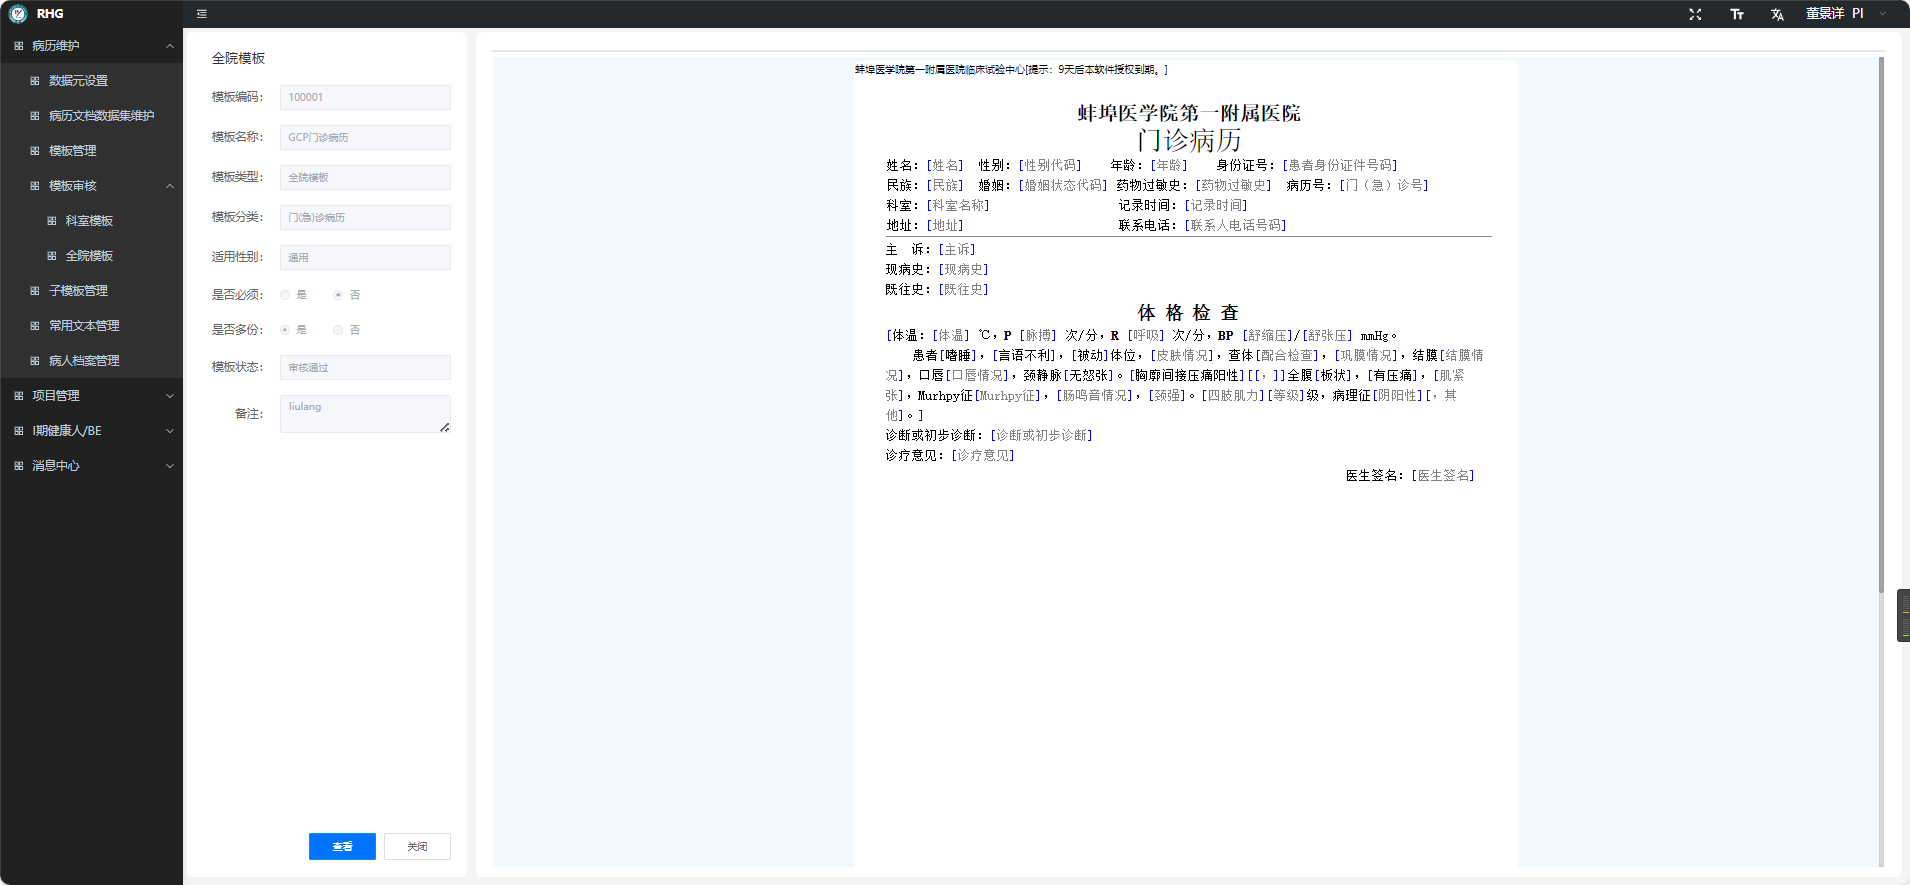 RHG
董景洋 PI
病历维护
数据元设置
病历文档数据集维护
模板管理
模板审核
科室模板
全院模板
子模板管理
常用文本管理
病人档案管理
项目管理
I期健康人/BE
消息中心
全院模板
模板编码： 100001
模板名称： GCP门诊病历
模板类型： 全院模板
模板分类： 门(急)诊病历
适用性别： 通用
是否必须： 是 否
是否多份： 是 否
模板状态： 审核通过
备注： liulang
查看 关闭
蚌埠医学院第一附属医院临床试验中心[提示：9天后本软件授权到期。]
蚌埠医学院第一附属医院
门诊病历
姓名：[姓名] 性别：[性别代码] 年龄：[年龄] 身份证号：[患者身份证件号码]
民族：[民族] 婚姻：[婚姻状态代码] 药物过敏史：[药物过敏史] 病历号：[门（急）诊号]
科室：[科室名称] 记录时间：[记录时间]
地址：[地址] 联系电话：[联系人电话号码]
主 诉：[主诉]
现病史：[现病史]
既往史：[既往史]
体 格 检 查
[体温：[体温] ℃，P [脉搏] 次/分，R [呼吸] 次/分，BP [舒缩压]/[舒张压] mmHg。
患者[嗜睡]，[言语不利]，[被动]体位，[皮肤情况]，查体[配合检查]，[巩膜情况]，结膜[结膜情
况]，口唇[口唇情况]，颈静脉[无怒张]。[胸廓间接压痛阳性][[，]]全腹[板状]，[有压痛]，[肌紧
张]，Murhpy征[Murhpy征]，[肠鸣音情况]，[颈强]。[四肢肌力][等级]级，病理征[阴阳性][，其
他]。]
诊断或初步诊断：[诊断或初步诊断]
诊疗意见：[诊疗意见]
医生签名：[医生签名]